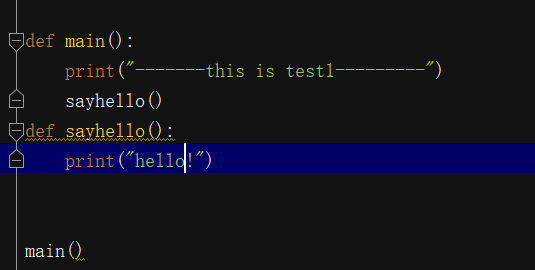 def main():
    print("-------this is test1---------")
    sayhello()
def sayhello():
    print("hello!")
main()